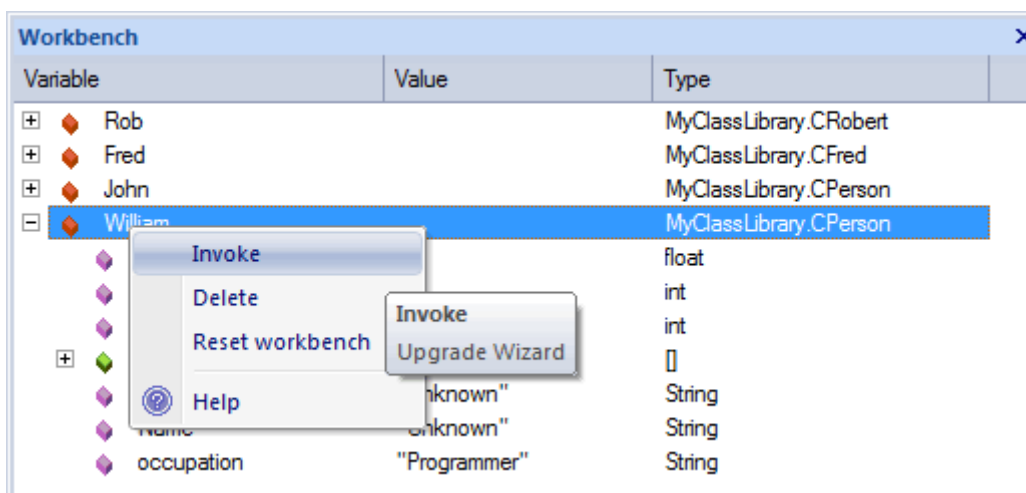 Workbench
Variable Value Type
Rob MyClassLibrary.CRobert
Fred MyClassLibrary.CFred
John MyClassLibrary.CPerson
William MyClassLibrary.CPerson
Invoke float
Delete int
Invoke
Reset workbench int
Upgrade Wizard []
Help String
Name String
occupation "Programmer" String